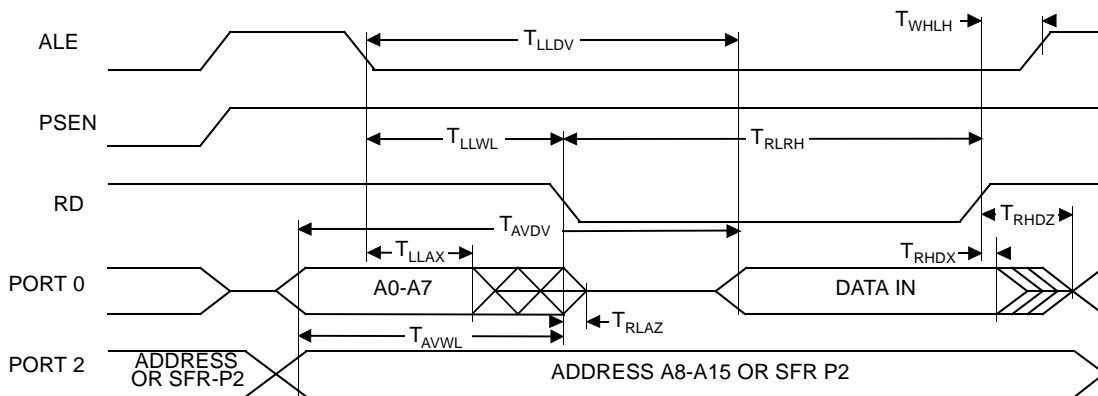 T_WHLH
ALE
T_LLDV
PSEN
T_LLWL
T_RLRH
RD
T_AVDV
T_RHDZ
T_LLAX
T_RHDX
PORT 0
A0-A7
DATA IN
T_RLAZ
T_AVWL
PORT 2
ADDRESS
OR SFR-P2
ADDRESS A8-A15 OR SFR P2